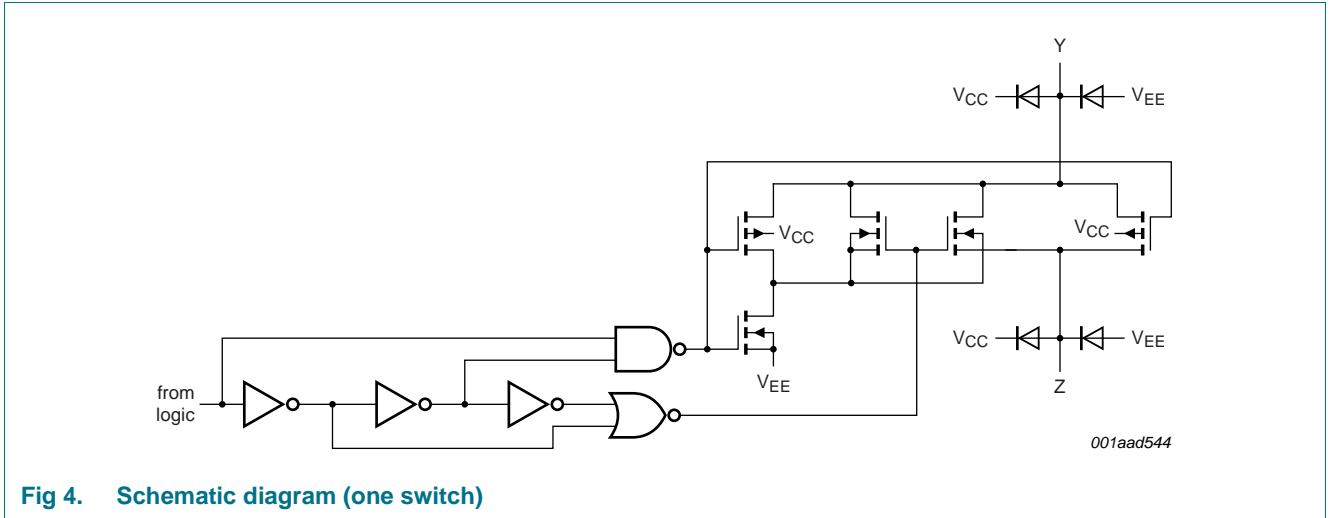 Y
VCC VEE
VCC VCC
VEE
VCC VEE
Z
from
logic
001aad544
Fig 4. Schematic diagram (one switch)